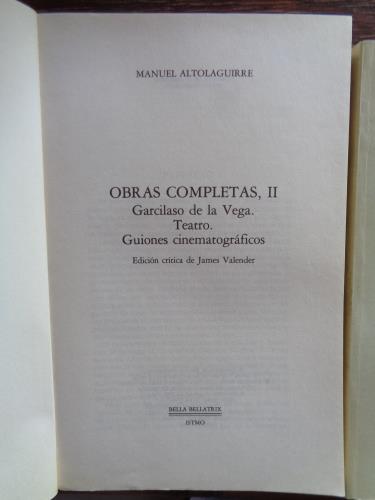 MANUEL ALTOLAGUIRRE
OBRAS COMPLETAS, II
Garcilaso de la Vega.
Teatro.
Guiones cinematográficos
Edición crítica de James Valender
BELLA BELLATRIX
ISTMO